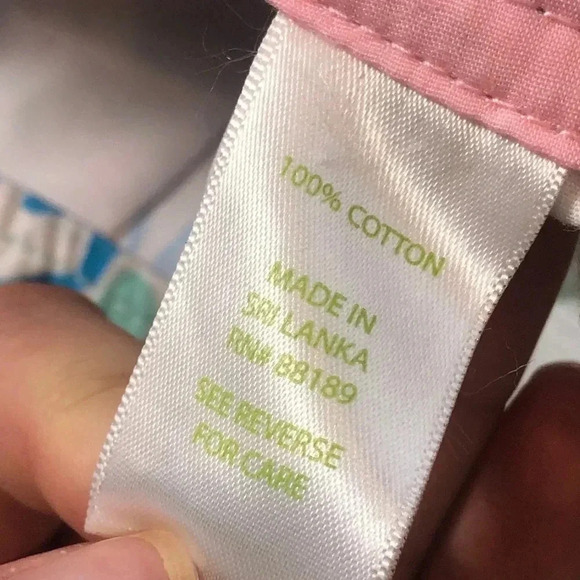 100% COTTON
MADE IN
SRI LANKA
RN# 88189
SEE REVERSE
FOR CARE